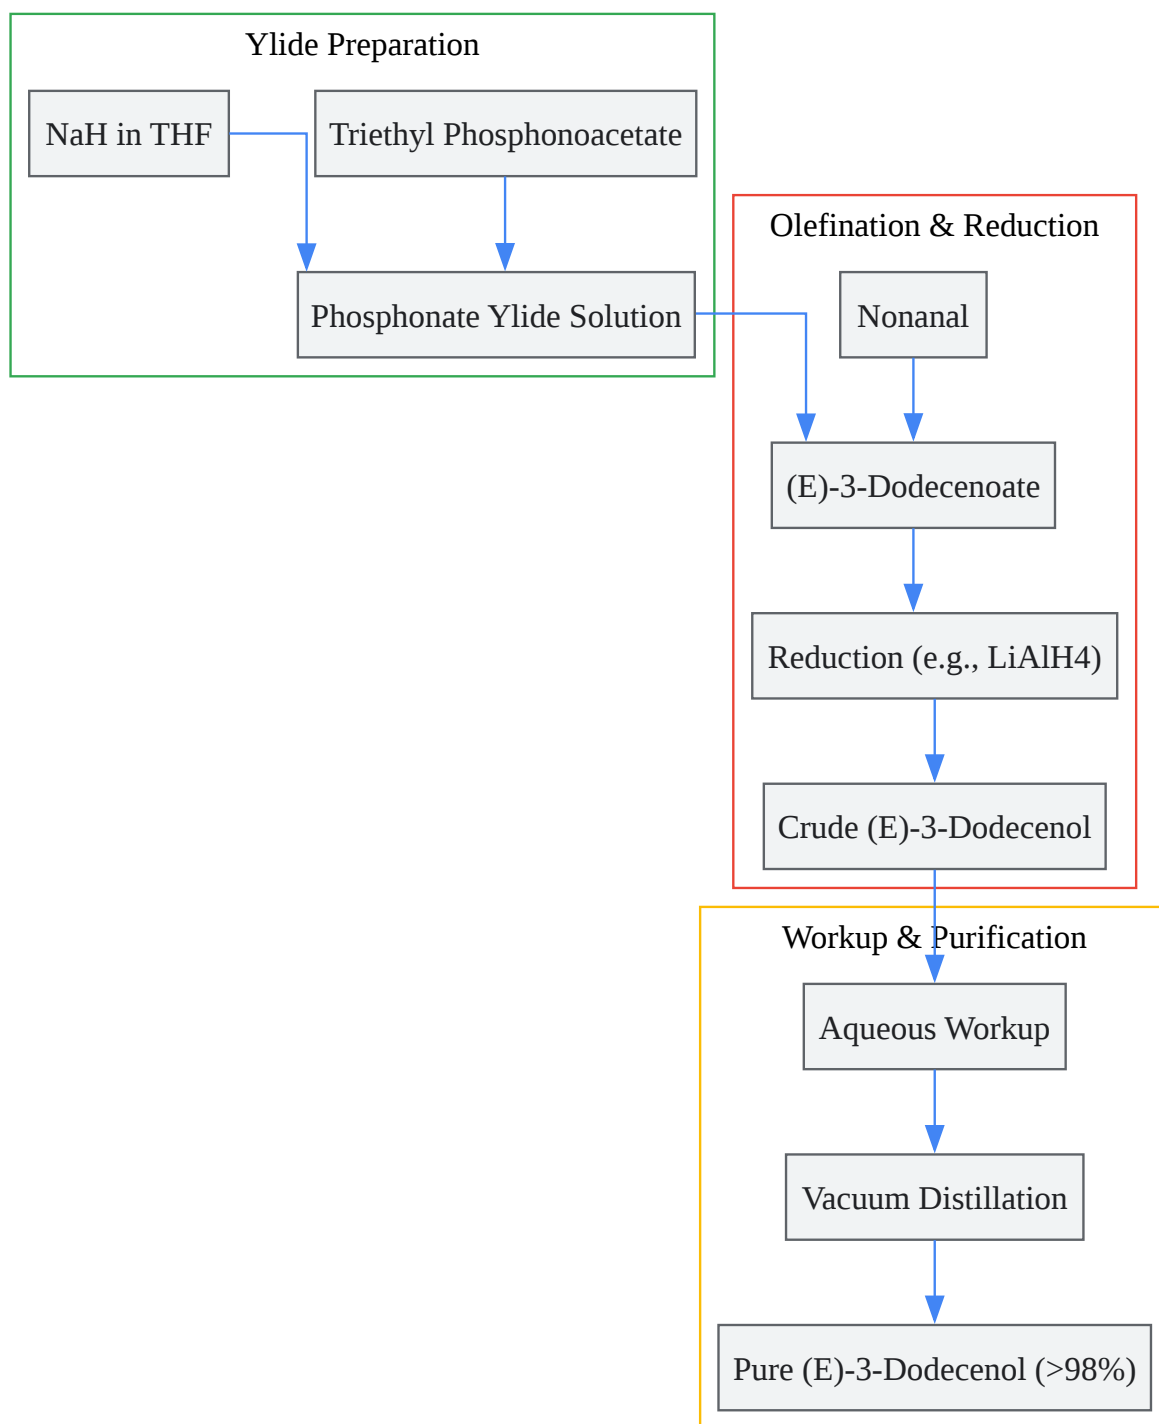 Ylide Preparation
NaH in THF
Triethyl Phosphonoacetate
Phosphonate Ylide Solution
Olefination & Reduction
Nonanal
(E)-3-Dodecenoate
Reduction (e.g., LiAlH4)
Crude (E)-3-Dodecenol
Workup & Purification
Aqueous Workup
Vacuum Distillation
Pure (E)-3-Dodecenol (>98%)